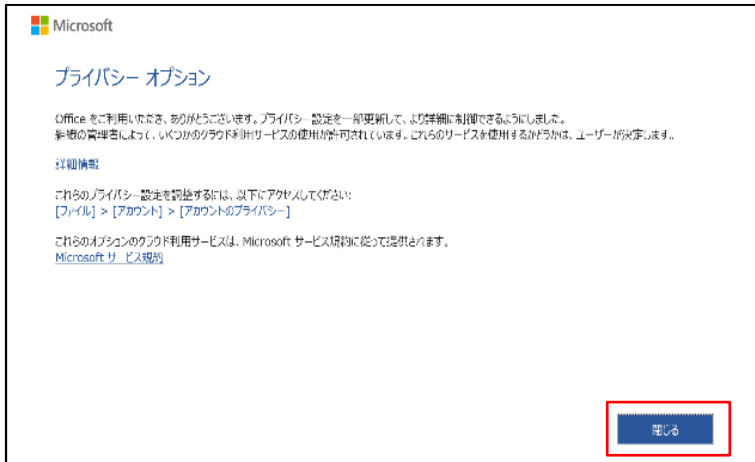 Microsoft
プライバシー オプション
Office をご利用いただき、ありがとうございます。プライバシー設定を一部更新して、より詳細に制御できるようにしました。
組織の管理者によって、いくつかのクラウド利用サービスの使用が許可されています。これらのサービスを使用するかどうかは、ユーザーが決定します。
詳細情報
これらのプライバシー設定を調整するには、以下にアクセスしてください:
[ファイル] > [アカウント] > [アカウントのプライバシー]
これらのオプションのクラウド利用サービスは、Microsoft サービス規約に従って提供されます。
Microsoft サービス規約
閉じる